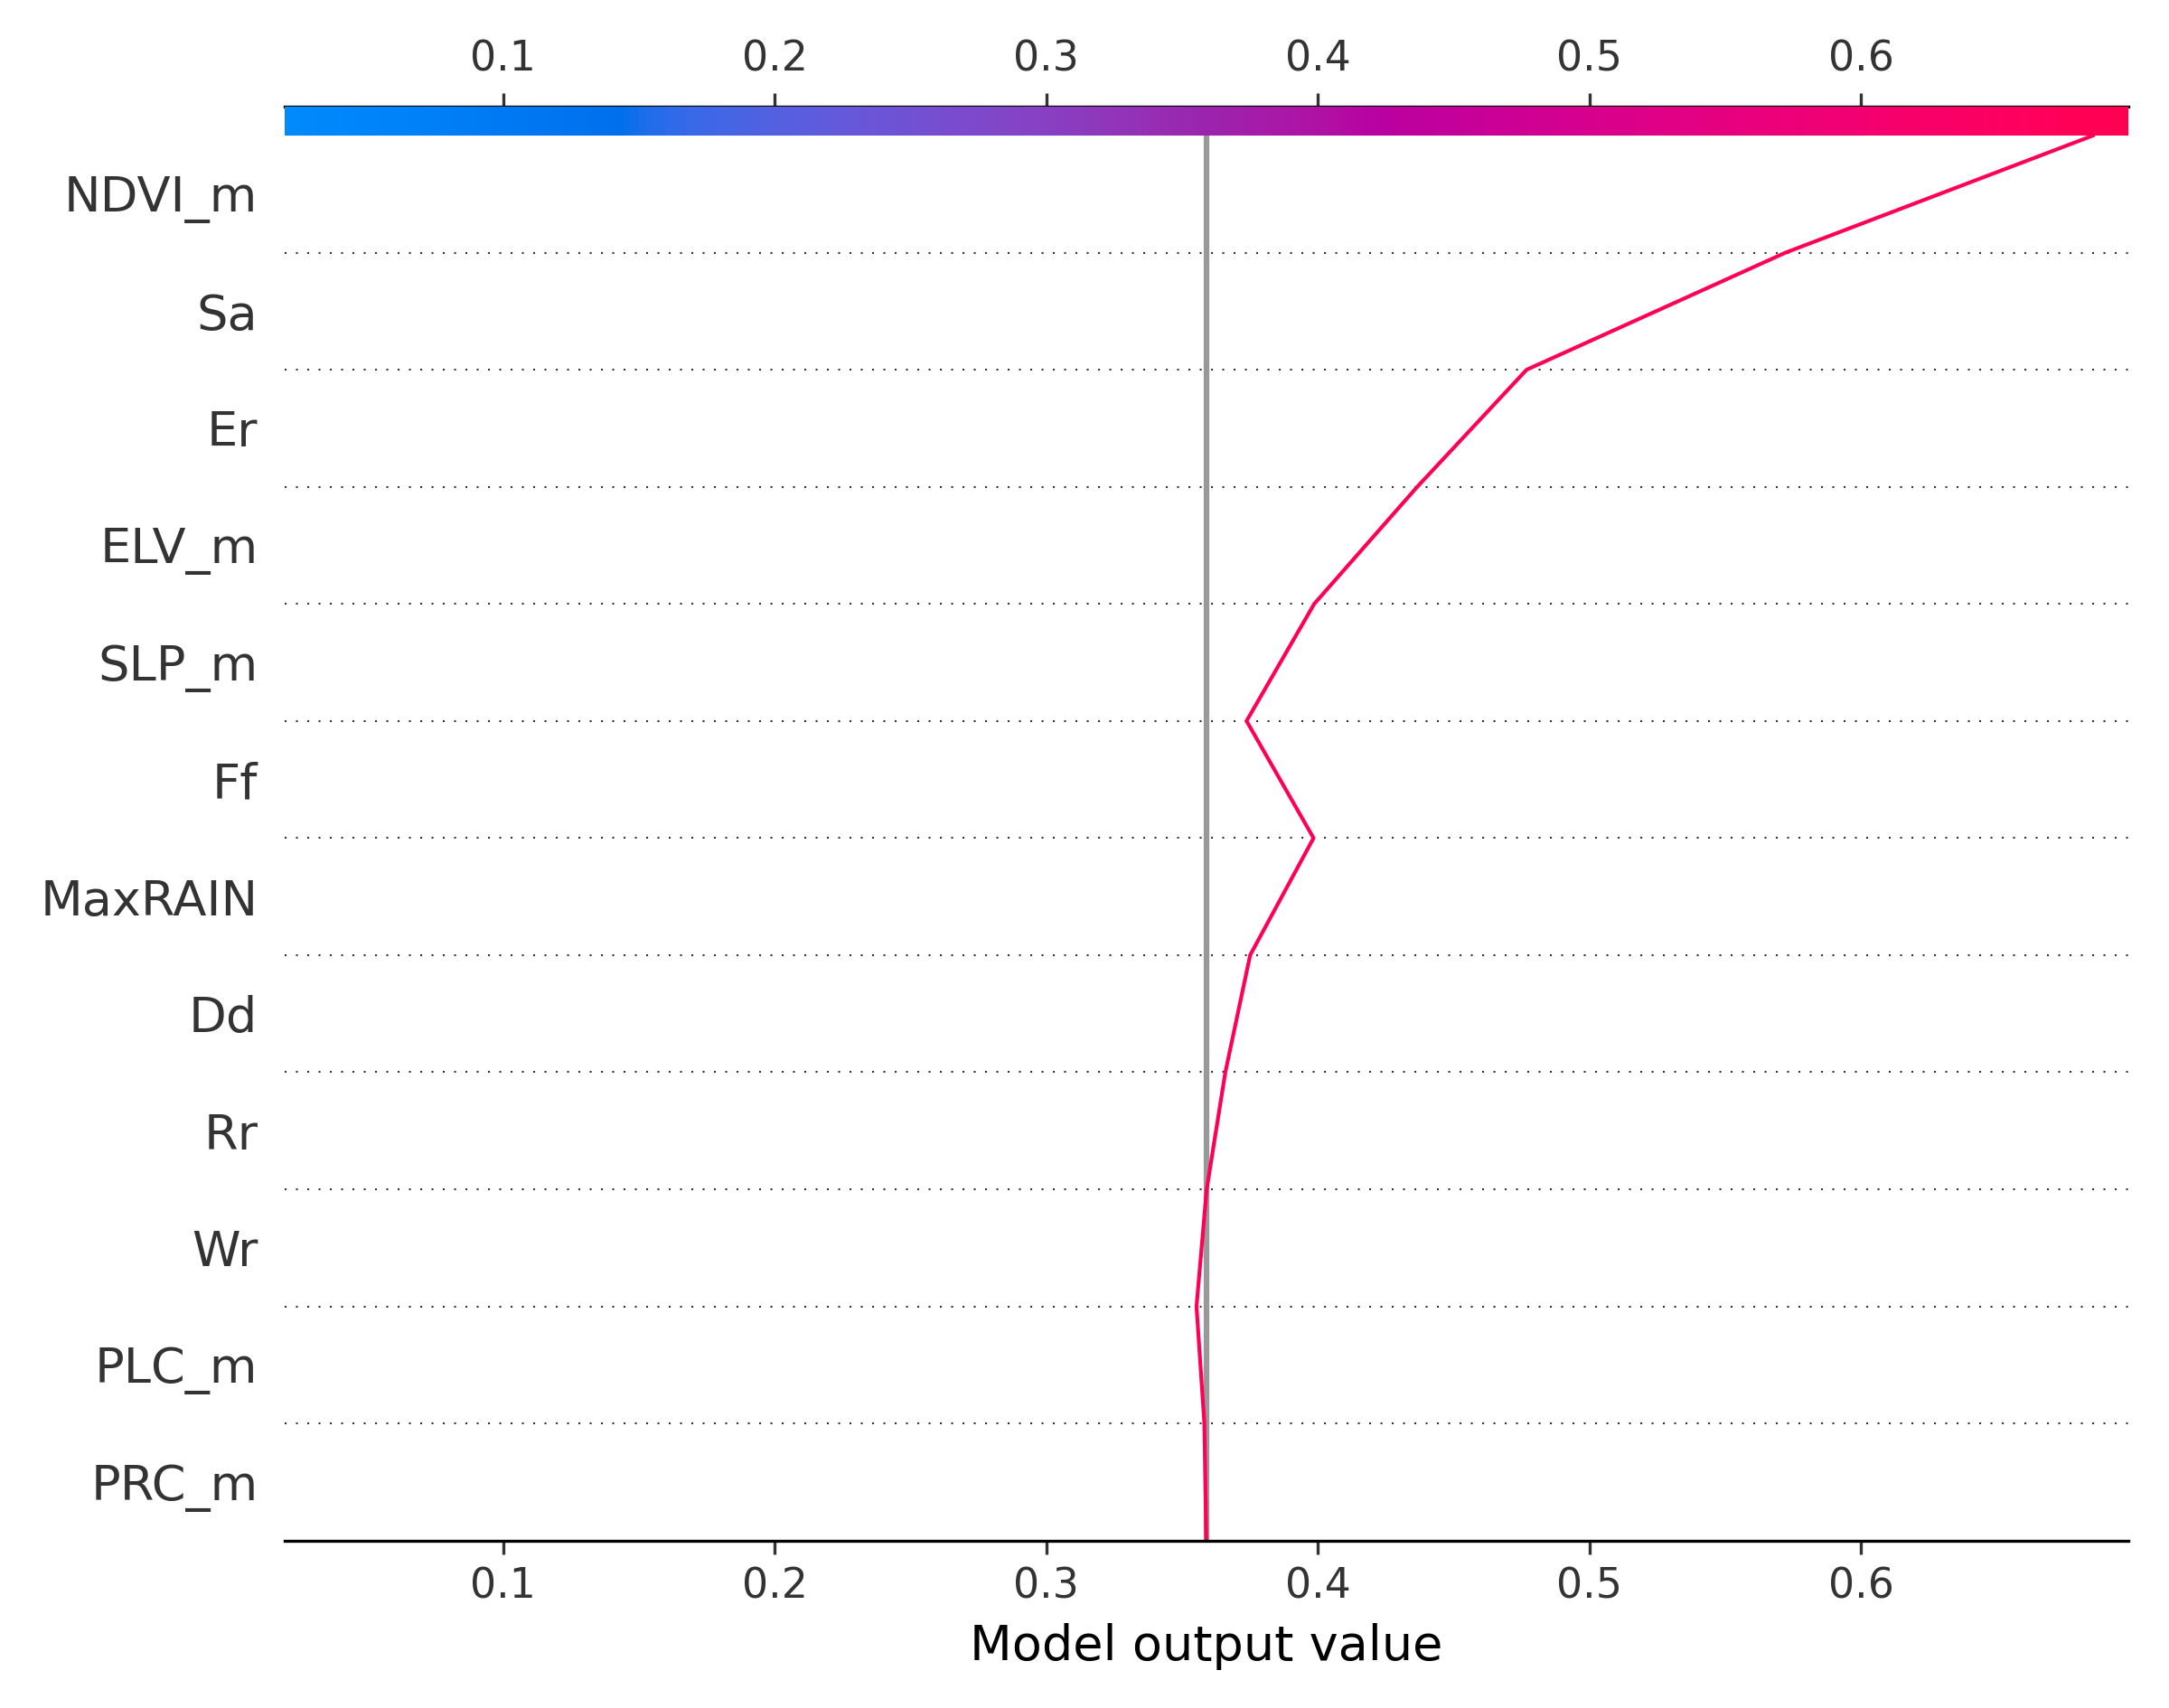 0.1 0.2 0.3 0.4 0.5 0.6
NDVI_m
Sa
Er
ELV_m
SLP_m
Ff
MaxRAIN
Dd
Rr
Wr
PLC_m
PRC_m
0.1 0.2 0.3 0.4 0.5 0.6
Model output value